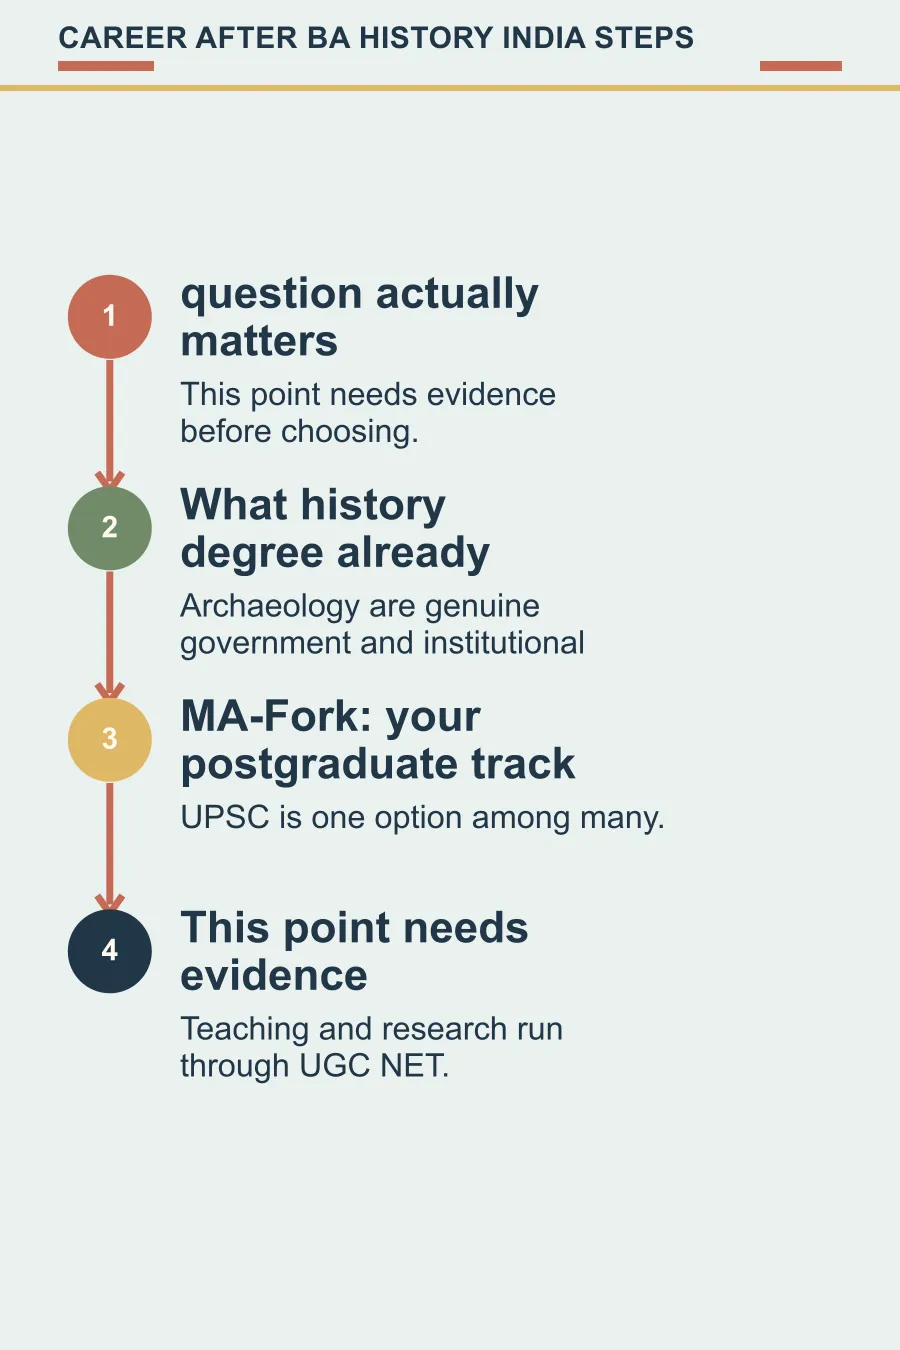 CAREER AFTER BA HISTORY INDIA STEPS
1
question actually
matters
This point needs evidence
before choosing.
2
What history
degree already
Archaeology are genuine
government and institutional
3
MA-Fork: your
postgraduate track
UPSC is one option among many.
4
This point needs
evidence
Teaching and research run
through UGC NET.